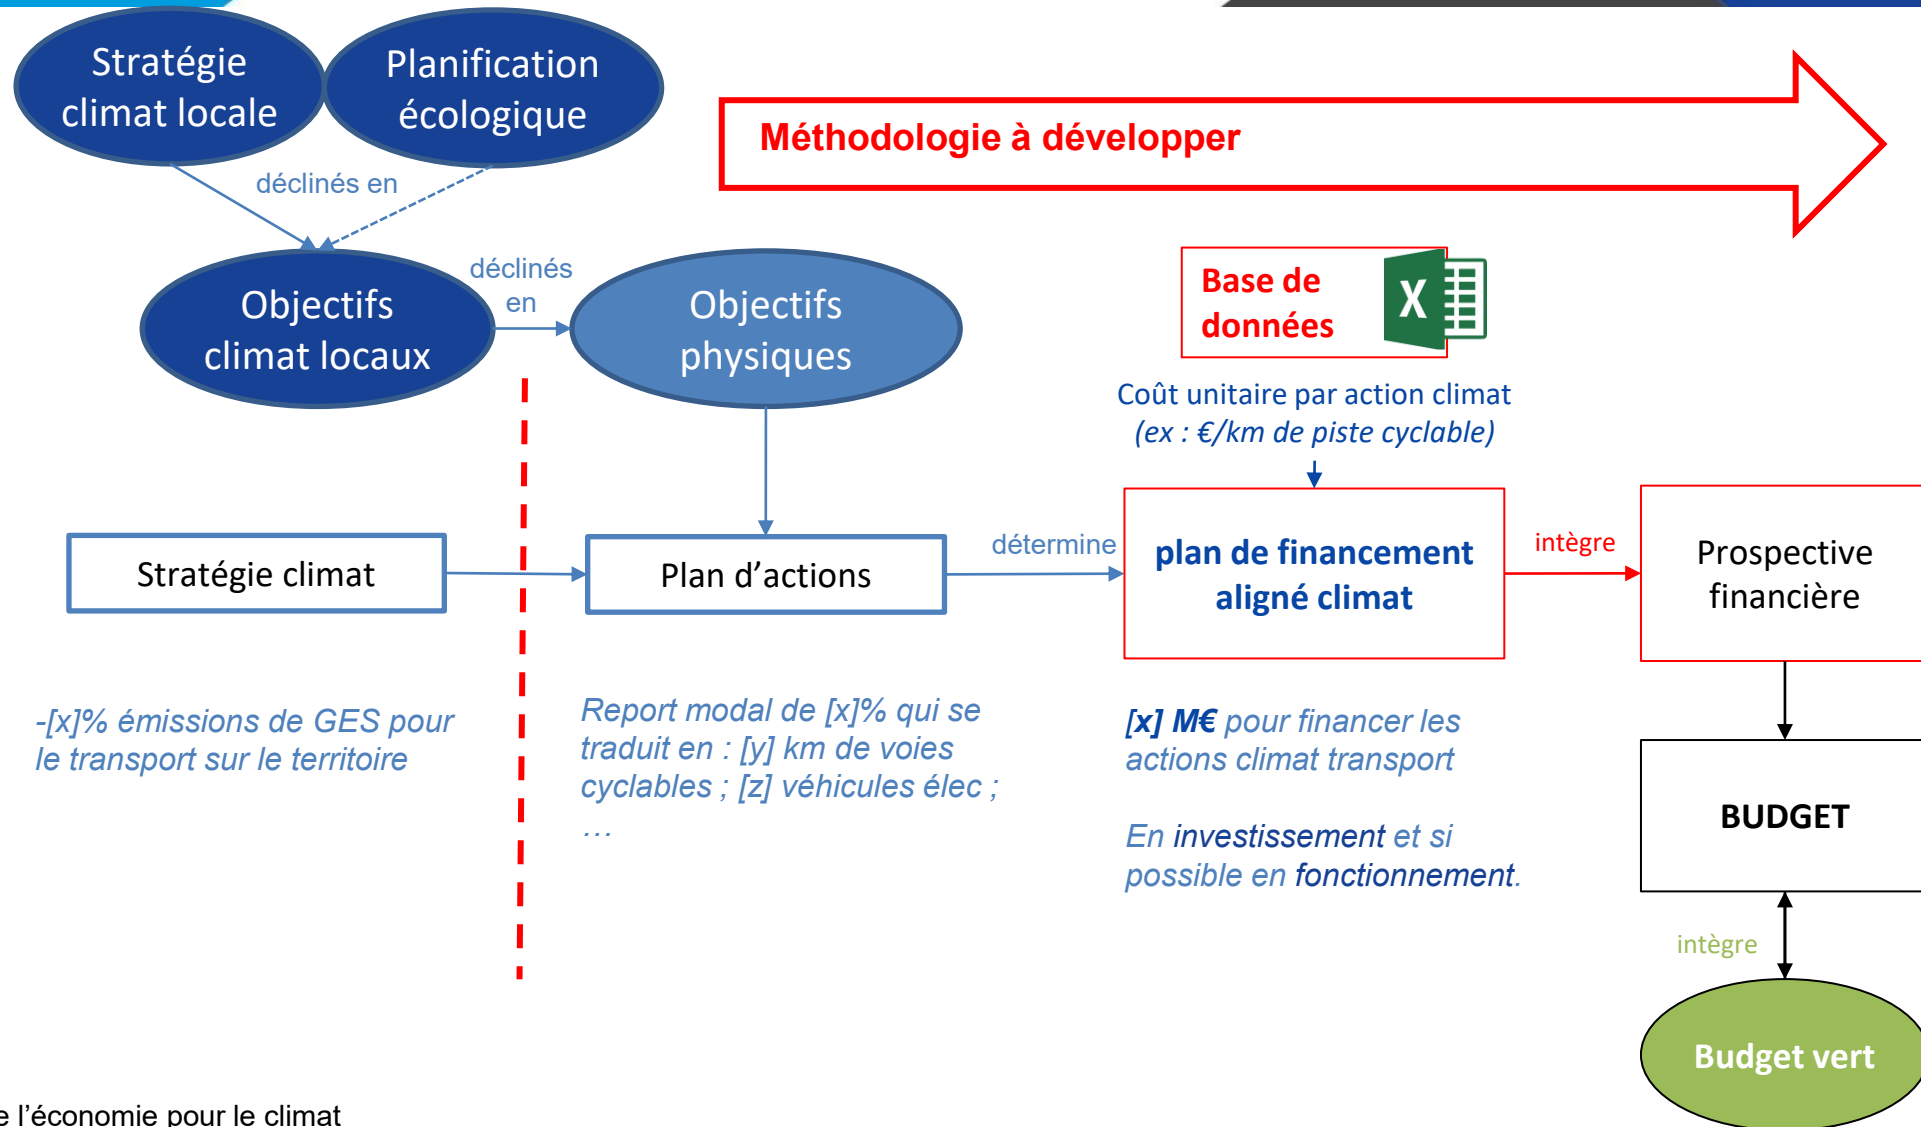 Stratégie
climat locale
Planification
écologique
Méthodologie à développer
déclinés en
Objectifs
climat locaux
déclinés
en
Objectifs
physiques
Base de
données
X
Coût unitaire par action climat
(ex : €/km de piste cyclable)
Stratégie climat
Plan d’actions
détermine
plan de financement
aligné climat
intègre
Prospective
financière
-[x]% émissions de GES pour
le transport sur le territoire
Report modal de [x]% qui se
traduit en : [y] km de voies
cyclables ; [z] véhicules élec ;
…
[x] M€ pour financer les
actions climat transport
En investissement et si
possible en fonctionnement.
BUDGET
intègre
Budget vert
e l’économie pour le climat